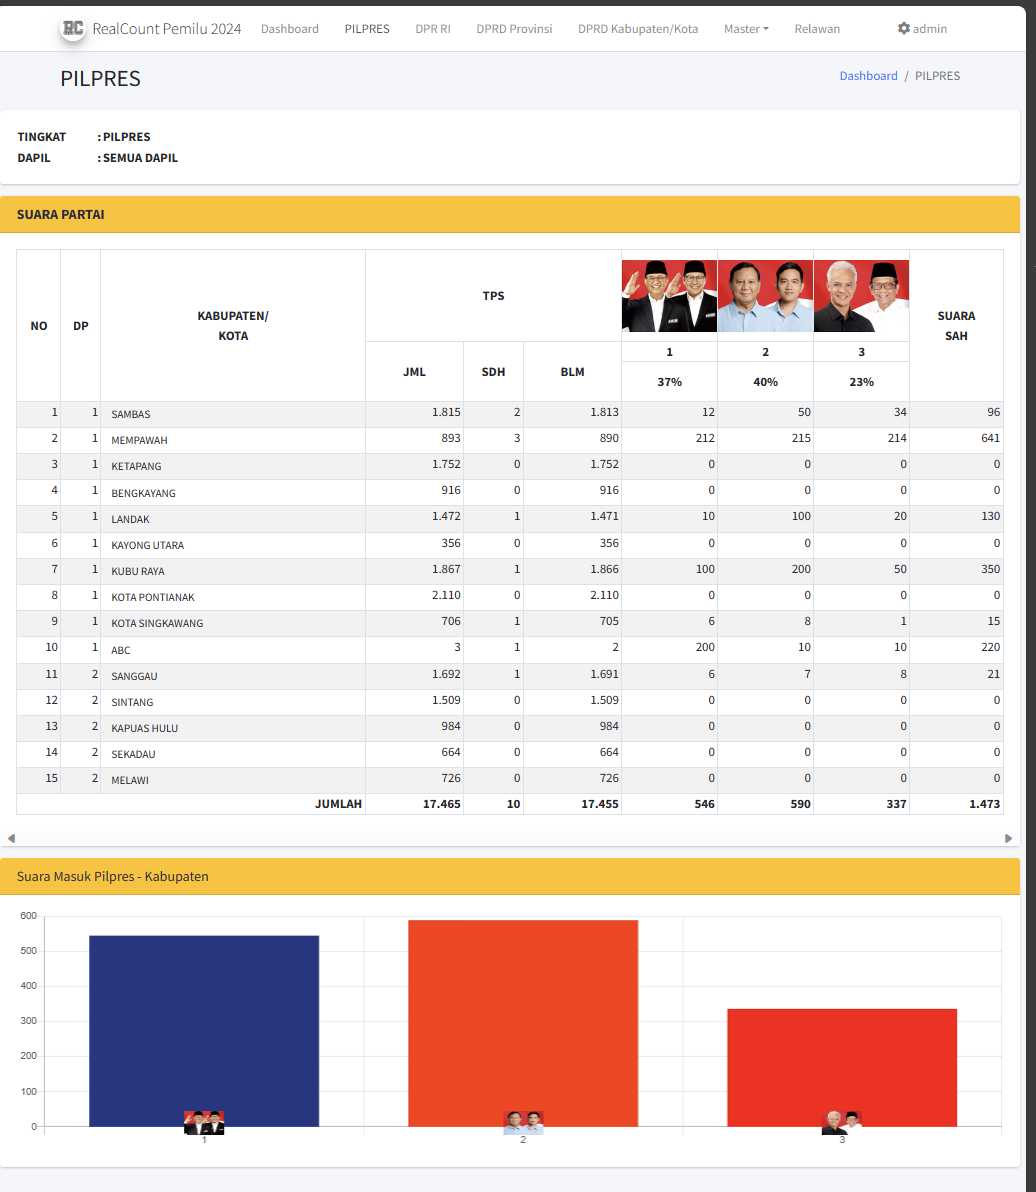 RC RealCount Pemilu 2024 Dashboard PILPRES DPR RI DPRD Provinsi DPRD Kabupaten/Kota Master Relawan admin
PILPRES
Dashboard / PILPRES
TINGKAT : PILPRES
DAPIL : SEMUA DAPIL
SUARA PARTAI
NO DP KABUPATEN/ KOTA TPS SUARA SAH
JML SDH BLM 1 2 3
37% 40% 23%
1 1 SAMBAS 1.815 2 1.813 12 50 34 96
2 1 MEMPAWAH 893 3 890 212 215 214 641
3 1 KETAPANG 1.752 0 1.752 0 0 0 0
4 1 BENGKAYANG 916 0 916 0 0 0 0
5 1 LANDAK 1.472 1 1.471 10 100 20 130
6 1 KAYONG UTARA 356 0 356 0 0 0 0
7 1 KUBU RAYA 1.867 1 1.866 100 200 50 350
8 1 KOTA PONTIANAK 2.110 0 2.110 0 0 0 0
9 1 KOTA SINGKAWANG 706 1 705 6 8 1 15
10 1 ABC 3 1 2 200 10 10 220
11 2 SANGGAU 1.692 1 1.691 6 7 8 21
12 2 SINTANG 1.509 0 1.509 0 0 0 0
13 2 KAPUAS HULU 984 0 984 0 0 0 0
14 2 SEKADAU 664 0 664 0 0 0 0
15 2 MELAWI 726 0 726 0 0 0 0
JUMLAH 17.465 10 17.455 546 590 337 1.473
Suara Masuk Pilpres - Kabupaten
600
500
400
300
200
100
0
1 2 3